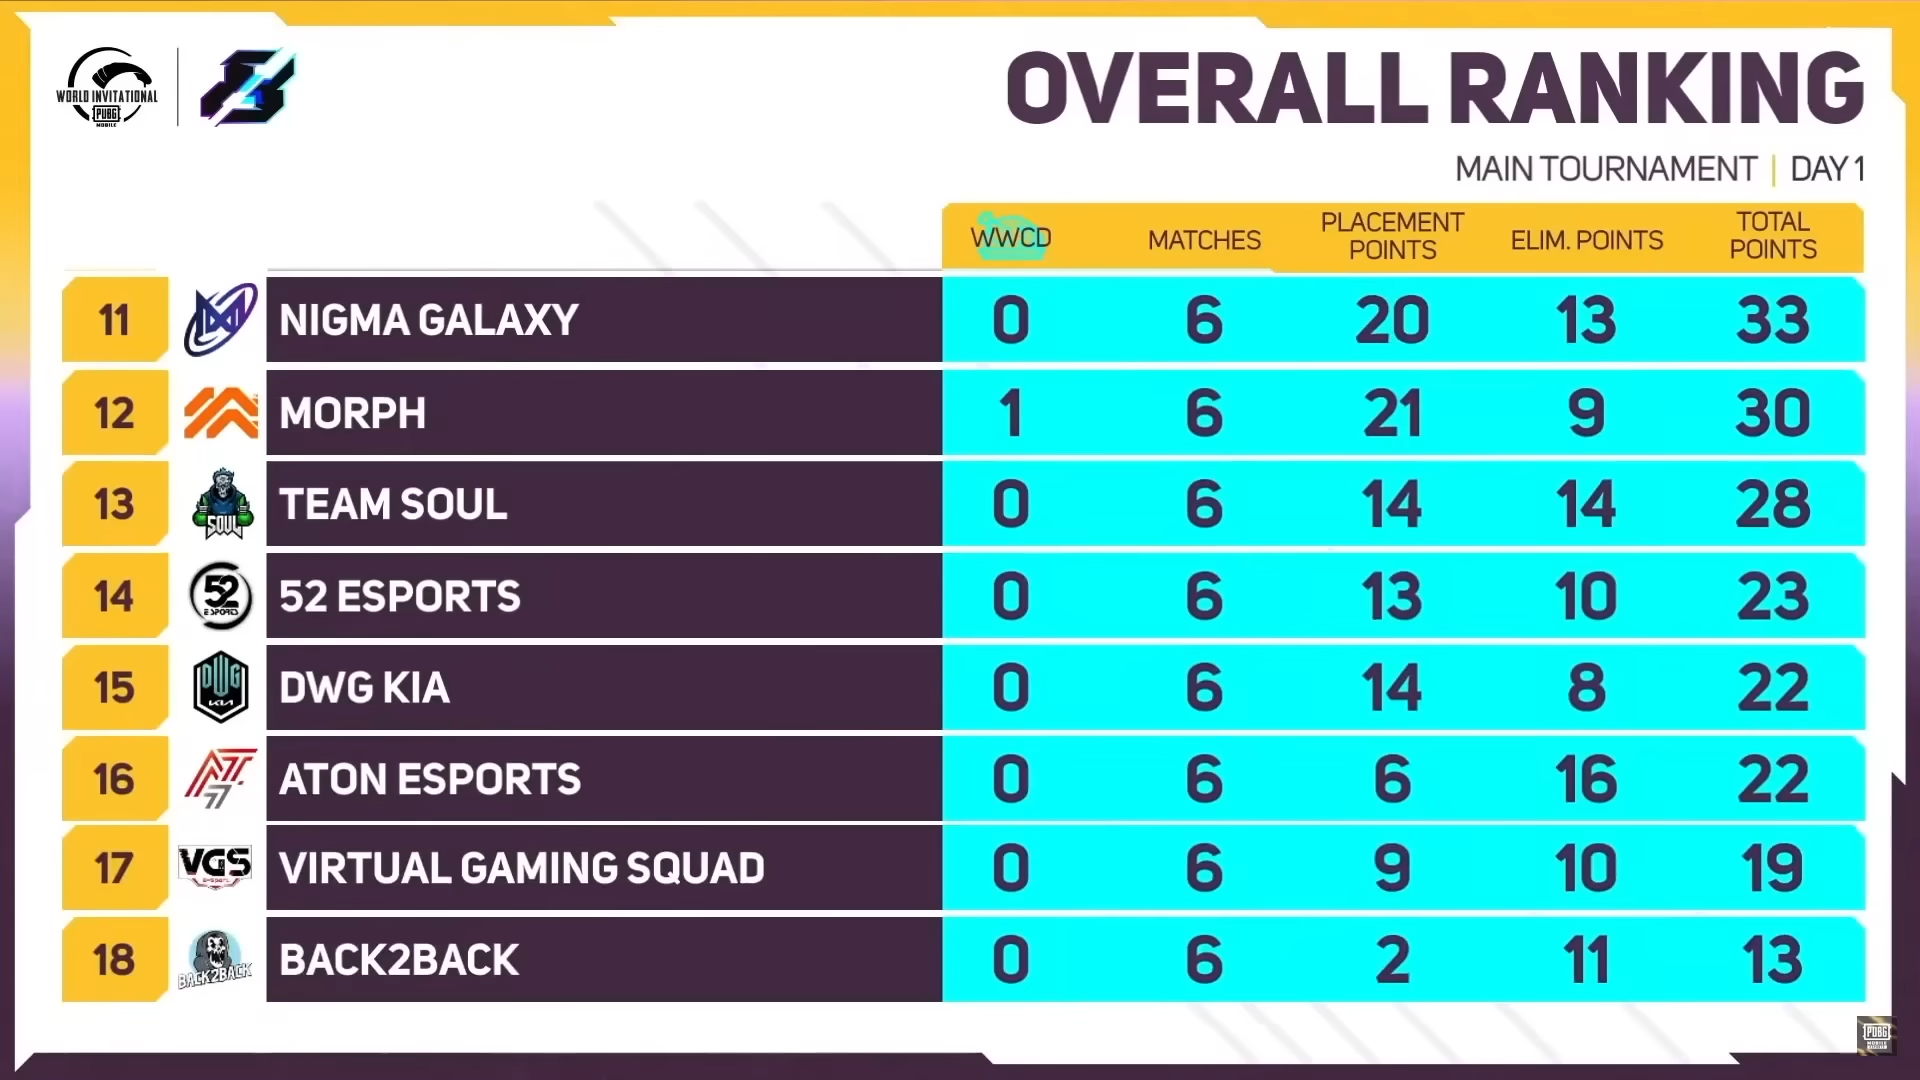 WORLD INVITATIONAL
PUBG
MOBILE
OVERALL RANKING
MAIN TOURNAMENT | DAY 1
WWCD MATCHES PLACEMENT POINTS ELIM. POINTS TOTAL POINTS
11 NIGMA GALAXY 0 6 20 13 33
12 MORPH 1 6 21 9 30
13 SOUL TEAM SOUL 0 6 14 14 28
14 52 ESPORTS 52 ESPORTS 0 6 13 10 23
15 DWG KIA DWG KIA 0 6 14 8 22
16 ATON ESPORTS 0 6 6 16 22
17 VGS VIRTUAL GAMING SQUAD 0 6 9 10 19
18 BACK2BACK BACK2BACK 0 6 2 11 13
PUBG
MOBILE